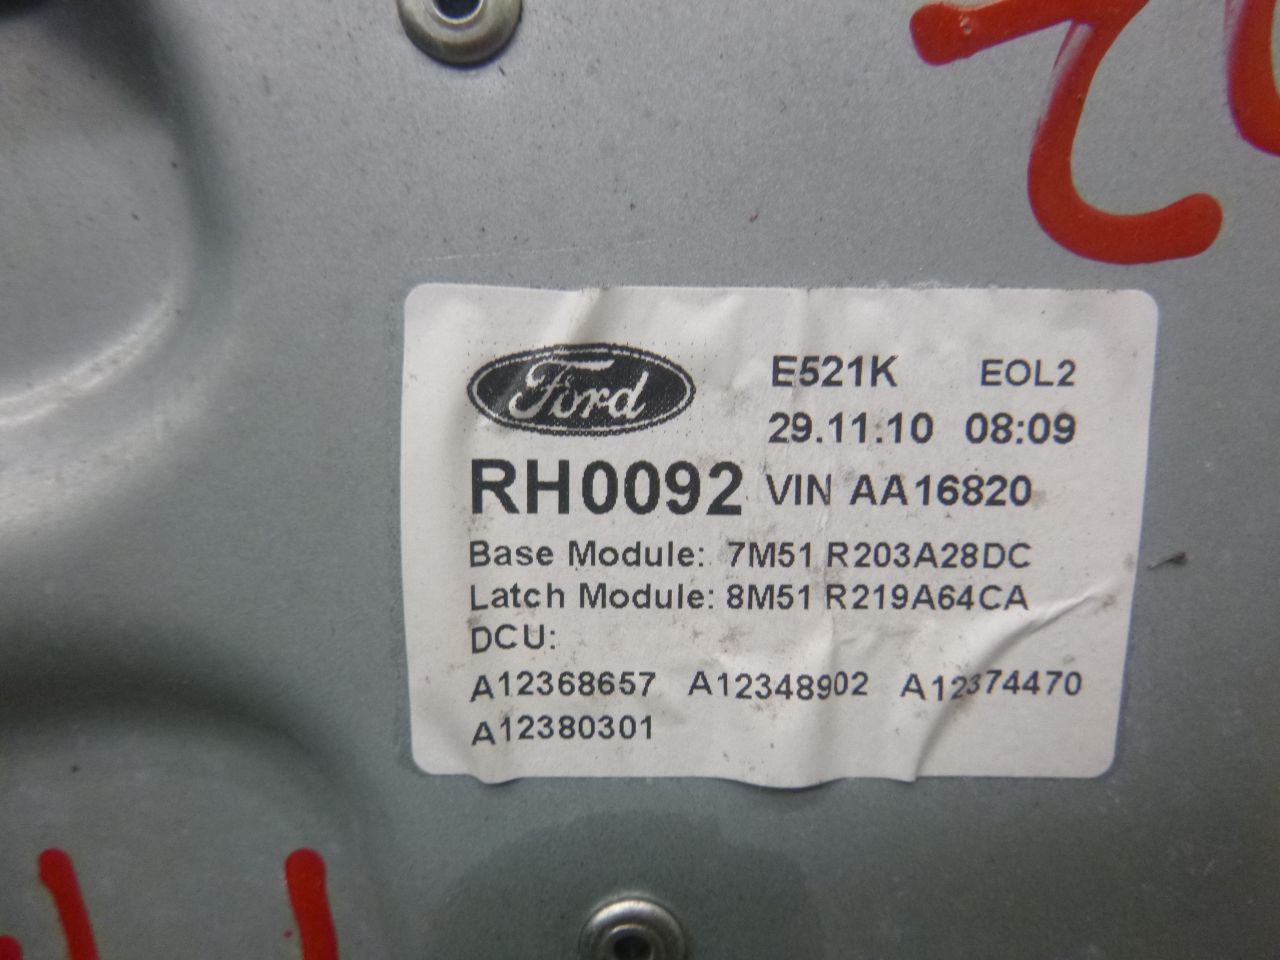 Ford
E521K EOL2
29.11.10 08:09
RH0092 VIN AA16820
Base Module: 7M51 R203A28DC
Latch Module: 8M51 R219A64CA
DCU:
A12368657 A12348902 A12374470
A12380301